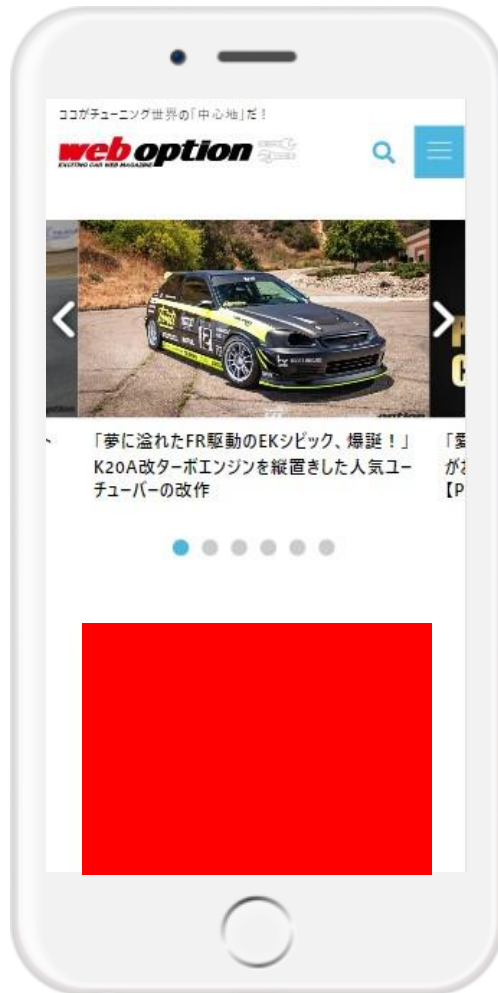 ココがチューニング世界の「中心地」だ！
web option
EXCITING CAR WEB MAGAZINE
「夢に溢れたFR駆動のEKシビック、爆誕！」
K20A改ターボエンジンを縦置きした人気ユー
チューバーの改作
「愛
が
【P